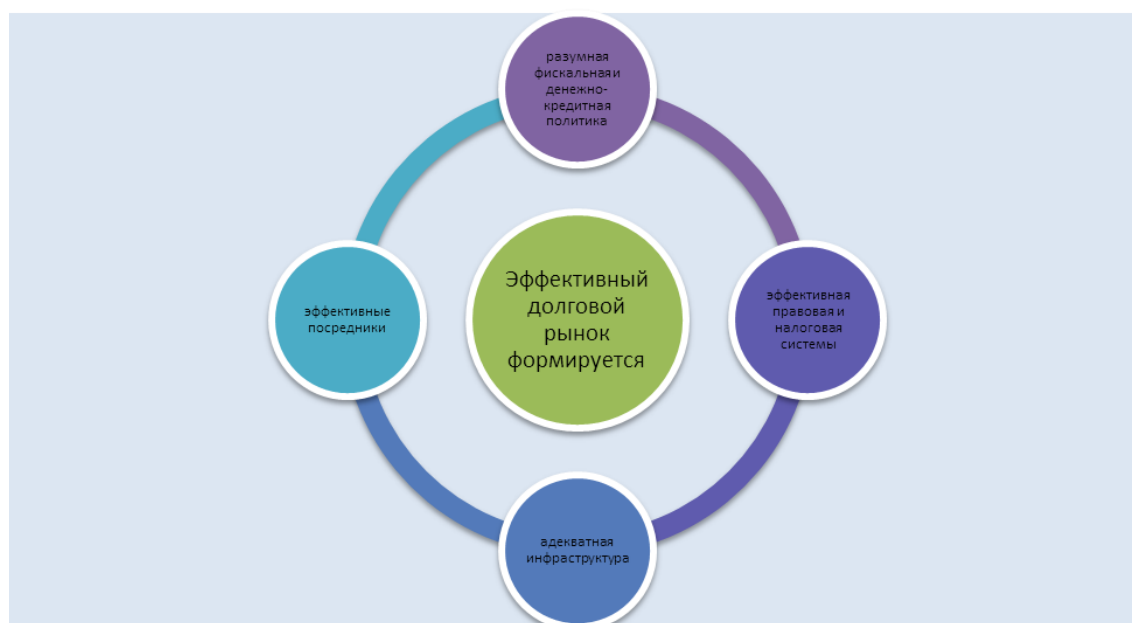 разумная
фискальная и
денежно-
кредитная
политика
Эффективный
долговой
рынок
формируется
эффективные
посредники
эффективная
правовая и
налоговая
системы
адекватная
инфраструктура